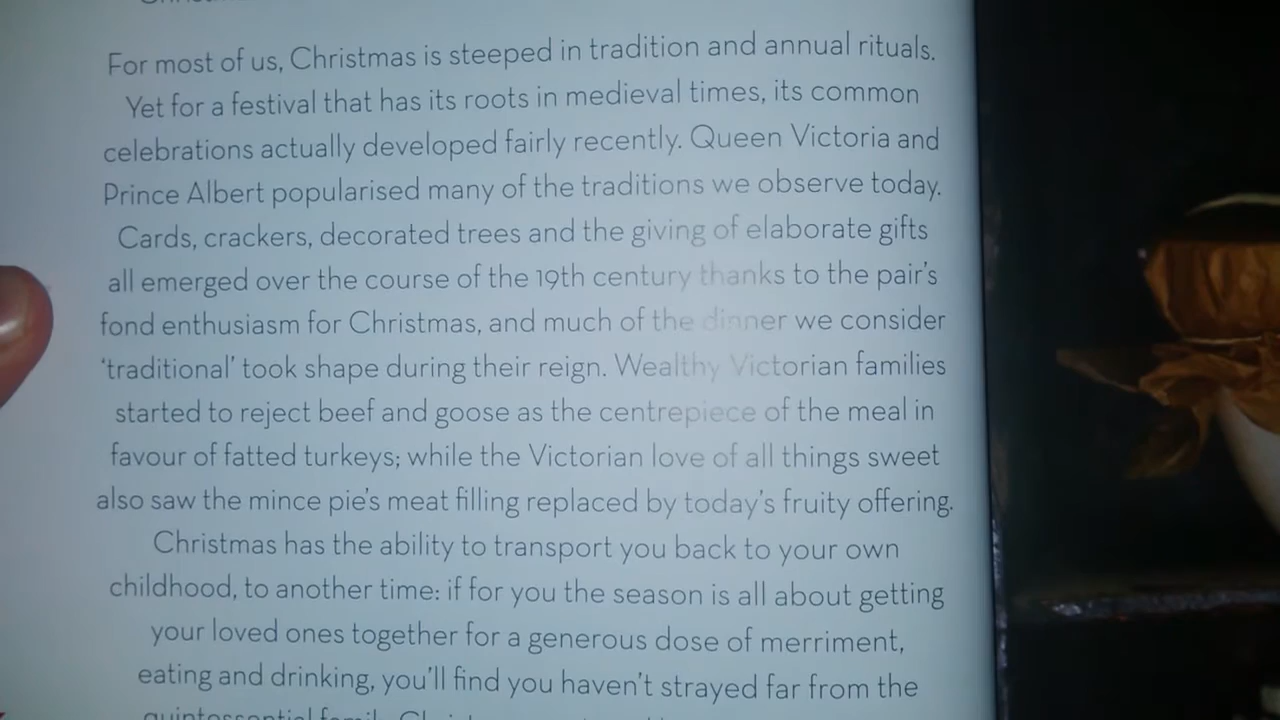 For most of us, Christmas is steeped in tradition and annual rituals.
Yet for a festival that has its roots in medieval times, its common
celebrations actually developed fairly recently. Queen Victoria and
Prince Albert popularised many of the traditions we observe today.
Cards, crackers, decorated trees and the giving of elaborate gifts
all emerged over the course of the 19th century thanks to the pair's
fond enthusiasm for Christmas, and much of the dinner we consider
'traditional' took shape during their reign. Wealthy Victorian families
started to reject beef and goose as the centrepiece of the meal in
favour of fatted turkeys; while the Victorian love of all things sweet
also saw the mince pie's meat filling replaced by today's fruity offering.
Christmas has the ability to transport you back to your own
childhood, to another time: if for you the season is all about getting
your loved ones together for a generous dose of merriment,
eating and drinking, you'll find you haven't strayed far from the
quintessential